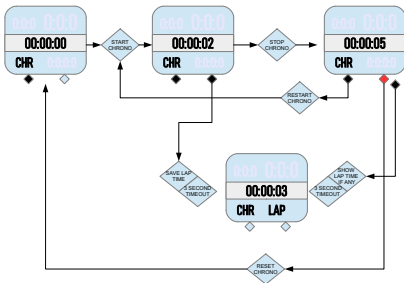 00:00:00
CHR
START
CHRONO
00:00:02
CHR
STOP
CHRONO
00:00:05
CHR
RESTART
CHRONO
SAVE LAP
TIME
3 SECOND
TIMEOUT
00:00:03
CHR LAP
SHOW
LAP TIME
IF ANY
3 SECOND
TIMEOUT
RESET
CHRONO